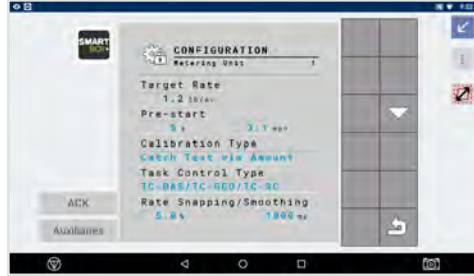 SMART
BOX+
CONFIGURATION
Metering Unit 1
Target Rate
1.2
Pre-start
5 s 3.1 mph
Calibration Type
Catch Test via Amount
Task Control Type
TC-BAS/TC-GEO/TC-SC
Rate Snapping/Smoothing
5.0% 1000 ms
ACK
Auxiliaries